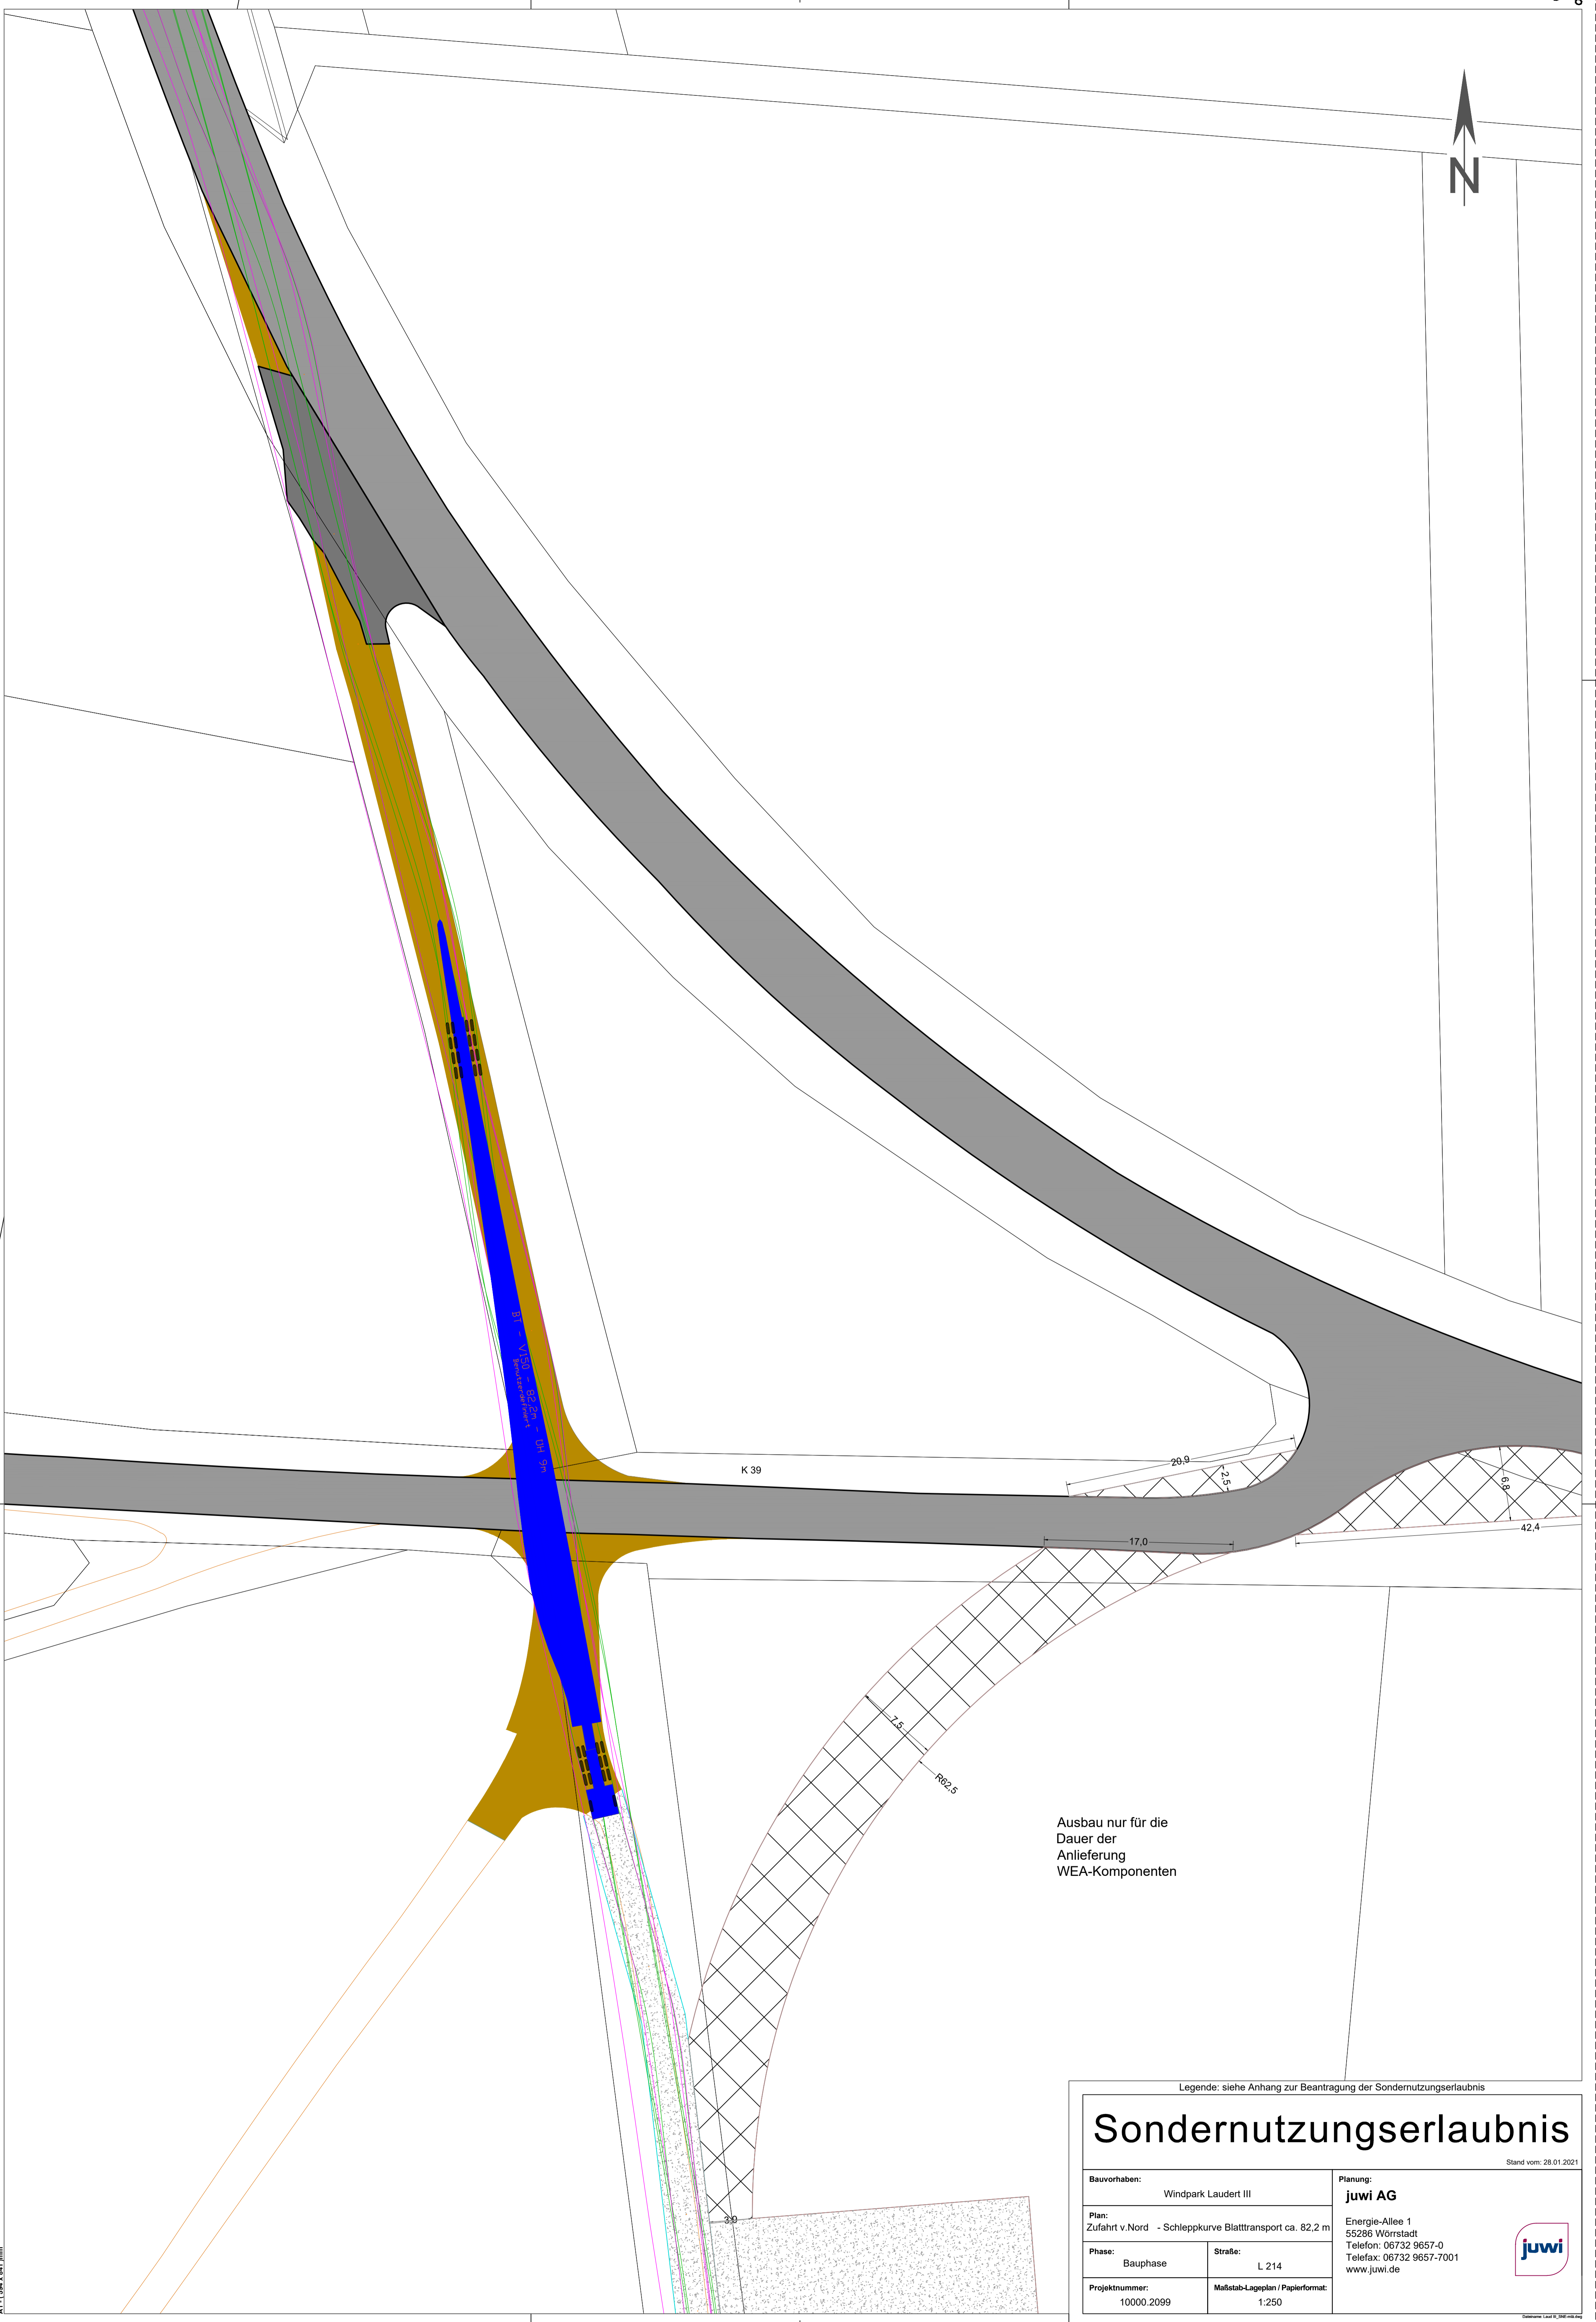 N
BT - V150 - 82,2m - ÜH 9m
Benutzerdefiniert
K 39
20,9
2,5
6,8
42,4
17,0
7,5
R62,5
Ausbau nur für die
Dauer der
Anlieferung
WEA-Komponenten
3,0
Legende: siehe Anhang zur Beantragung der Sondernutzungserlaubnis
Sondernutzungserlaubnis
Stand vom: 28.01.2021
Bauvorhaben:
Windpark Laudert III
Plan:
Zufahrt v.Nord - Schleppkurve Blatttransport ca. 82,2 m
Phase:
Bauphase
Straße:
L 214
Projektnummer:
10000.2099
Maßstab-Lageplan / Papierformat:
1:250
Planung:
juwi AG
Energie-Allee 1
55286 Wörrstadt
Telefon: 06732 9657-0
Telefax: 06732 9657-7001
www.juwi.de
juwi